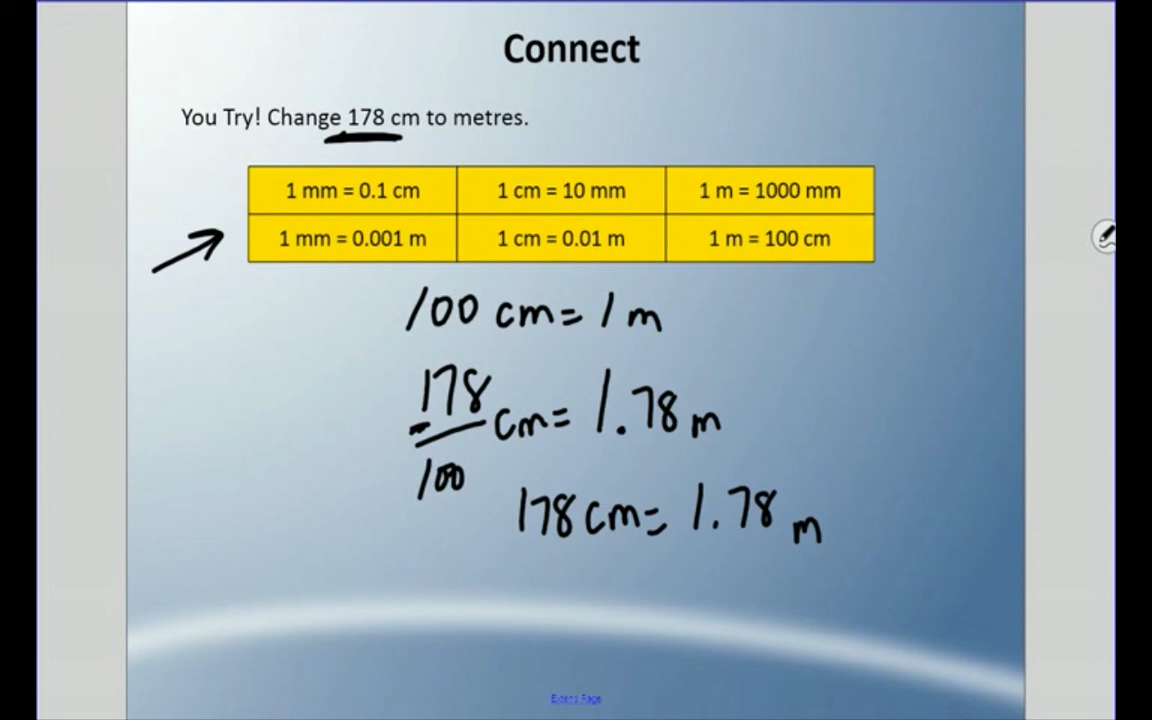 Connect
You Try! Change 178 cm to metres.
1 mm = 0.1 cm 1 cm = 10 mm 1 m = 1000 mm
1 mm = 0.001 m 1 cm = 0.01 m 1 m = 100 cm
100 cm = 1 m
178/100 cm = 1.78 m
178 cm = 1.78 m
Extend Page